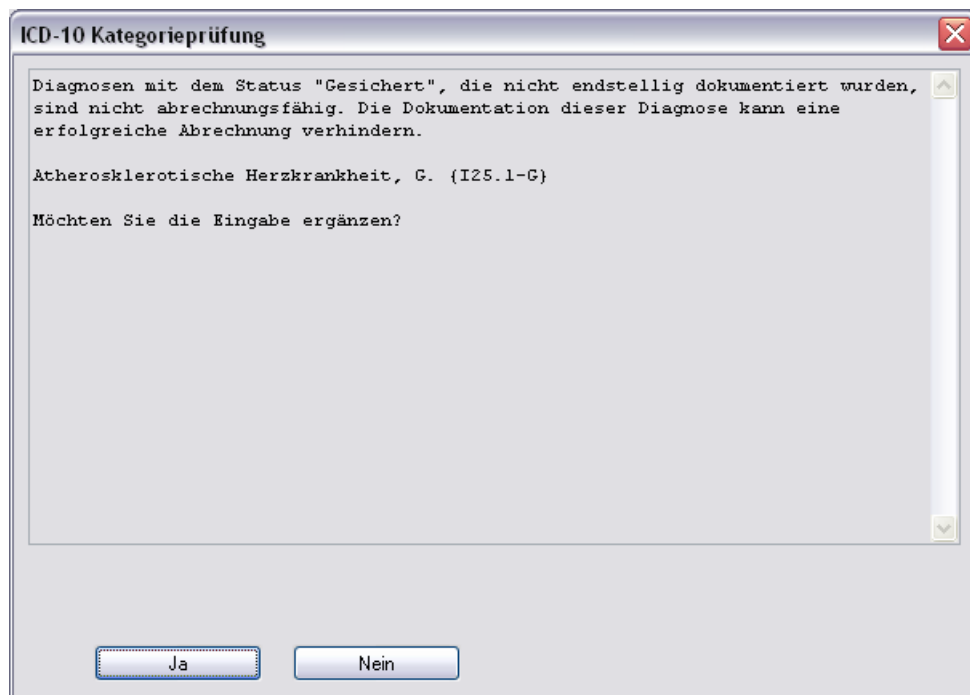 ICD-10 Kategorieprüfung
Diagnosen mit dem Status "Gesichert", die nicht endstellig dokumentiert wurden,
sind nicht abrechnungsfähig. Die Dokumentation dieser Diagnose kann eine
erfolgreiche Abrechnung verhindern.
Atherosklerotische Herzkrankheit, G. {I25.1-G}
Möchten Sie die Eingabe ergänzen?
Ja
Nein